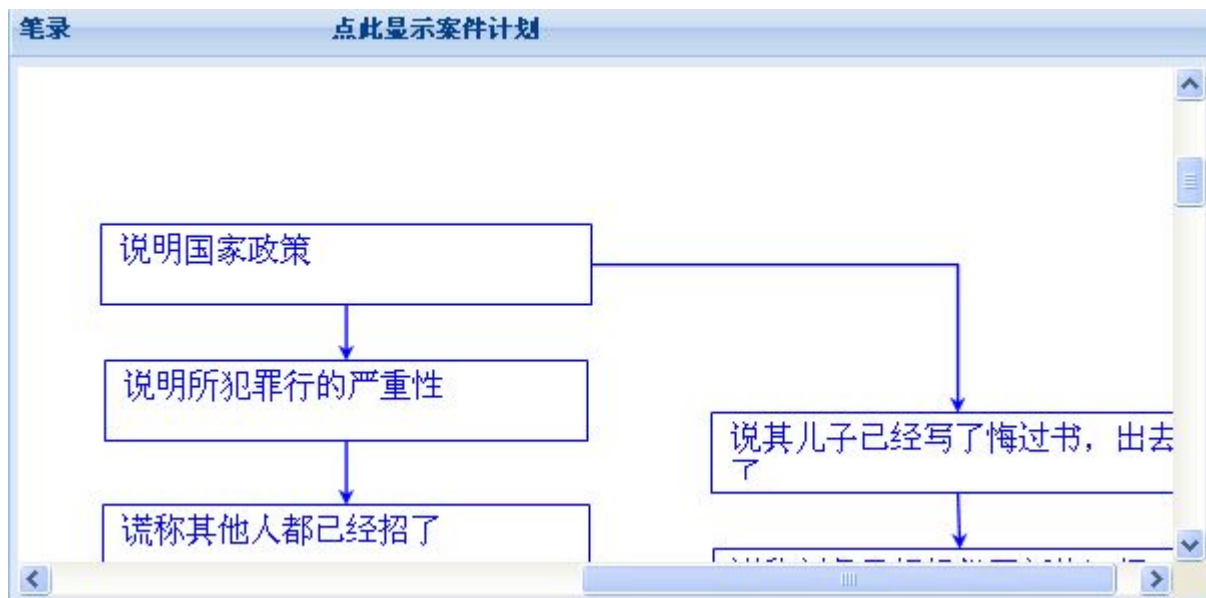 笔录
点此显示案件计划
说明国家政策
说明所犯罪行的严重性
说其儿子已经写了悔过书，出去
了
谎称其他人都已经招了